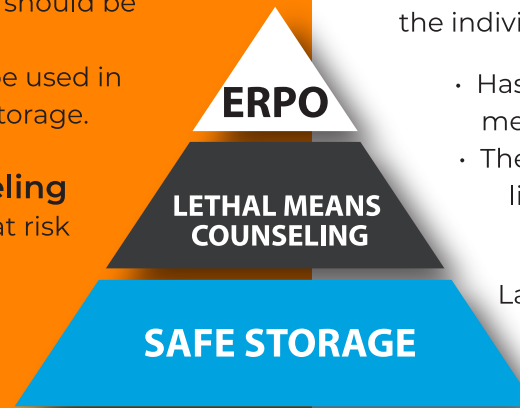 should be
be used in
torage.
eling
at risk
ERPO
LETHAL MEANS
COUNSELING
SAFE STORAGE
the indivi
· Has
me
· The
li
La